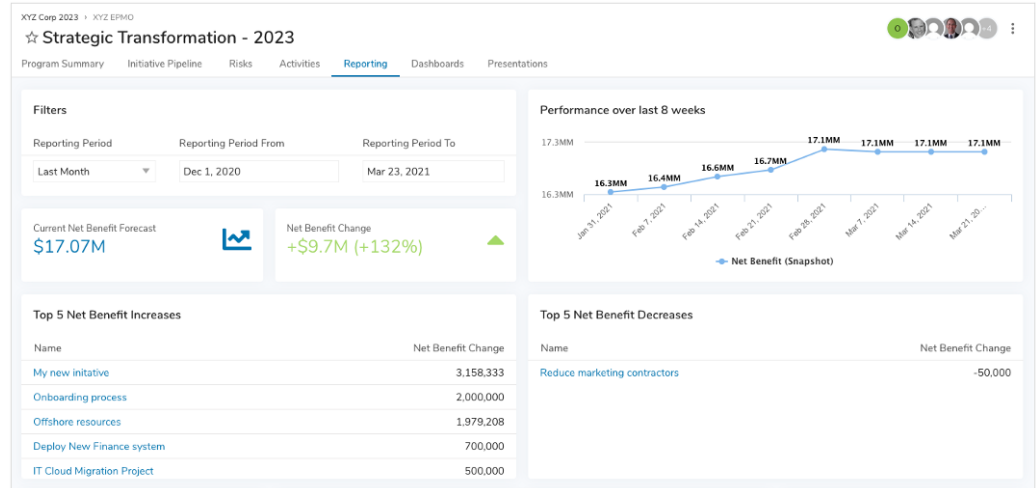 XYZ Corp 2023 › XYZ EPMO
Strategic Transformation - 2023
O
+4
Program Summary Initiative Pipeline Risks Activities Reporting Dashboards Presentations
Filters
Reporting Period Reporting Period From Reporting Period To
Last Month Dec 1, 2020 Mar 23, 2021
Performance over last 8 weeks
17.3MM
16.3MM
16.3MM 16.4MM 16.6MM 16.7MM 17.1MM 17.1MM 17.1MM 17.1MM
Jan 31, 2021 Feb 7, 2021 Feb 14, 2021 Feb 21, 2021 Feb 28, 2021 Mar 7, 2021 Mar 14, 2021 Mar 21, 20...
Net Benefit (Snapshot)
Current Net Benefit Forecast
$17.07M
Net Benefit Change
+$9.7M (+132%)
Top 5 Net Benefit Increases
Name Net Benefit Change
My new initative 3,158,333
Onboarding process 2,000,000
Offshore resources 1,979,208
Deploy New Finance system 700,000
IT Cloud Migration Project 500,000
Top 5 Net Benefit Decreases
Name Net Benefit Change
Reduce marketing contractors -50,000